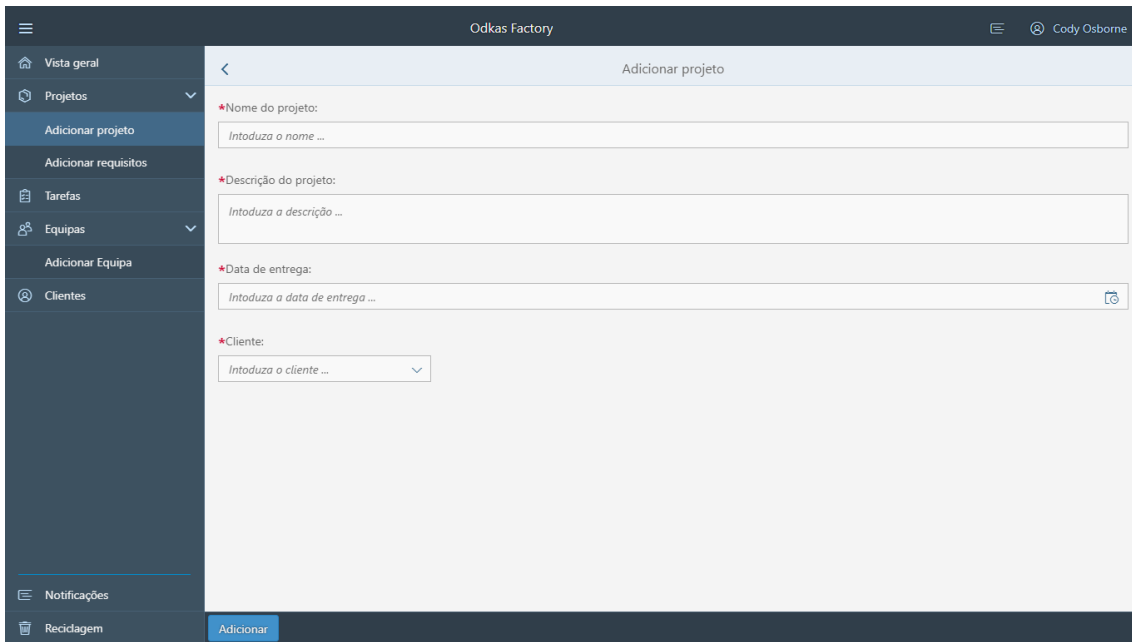 Odkas Factory
Cody Osborne
Vista geral
Projetos
Adicionar projeto
Adicionar requisitos
Tarefas
Equipas
Adicionar Equipa
Clientes
Notificações
Reciclagem
Adicionar projeto
*Nome do projeto:
Intoduza o nome ...
*Descrição do projeto:
Intoduza a descrição ...
*Data de entrega:
Intoduza a data de entrega ...
*Cliente:
Intoduza o cliente ...
Adicionar